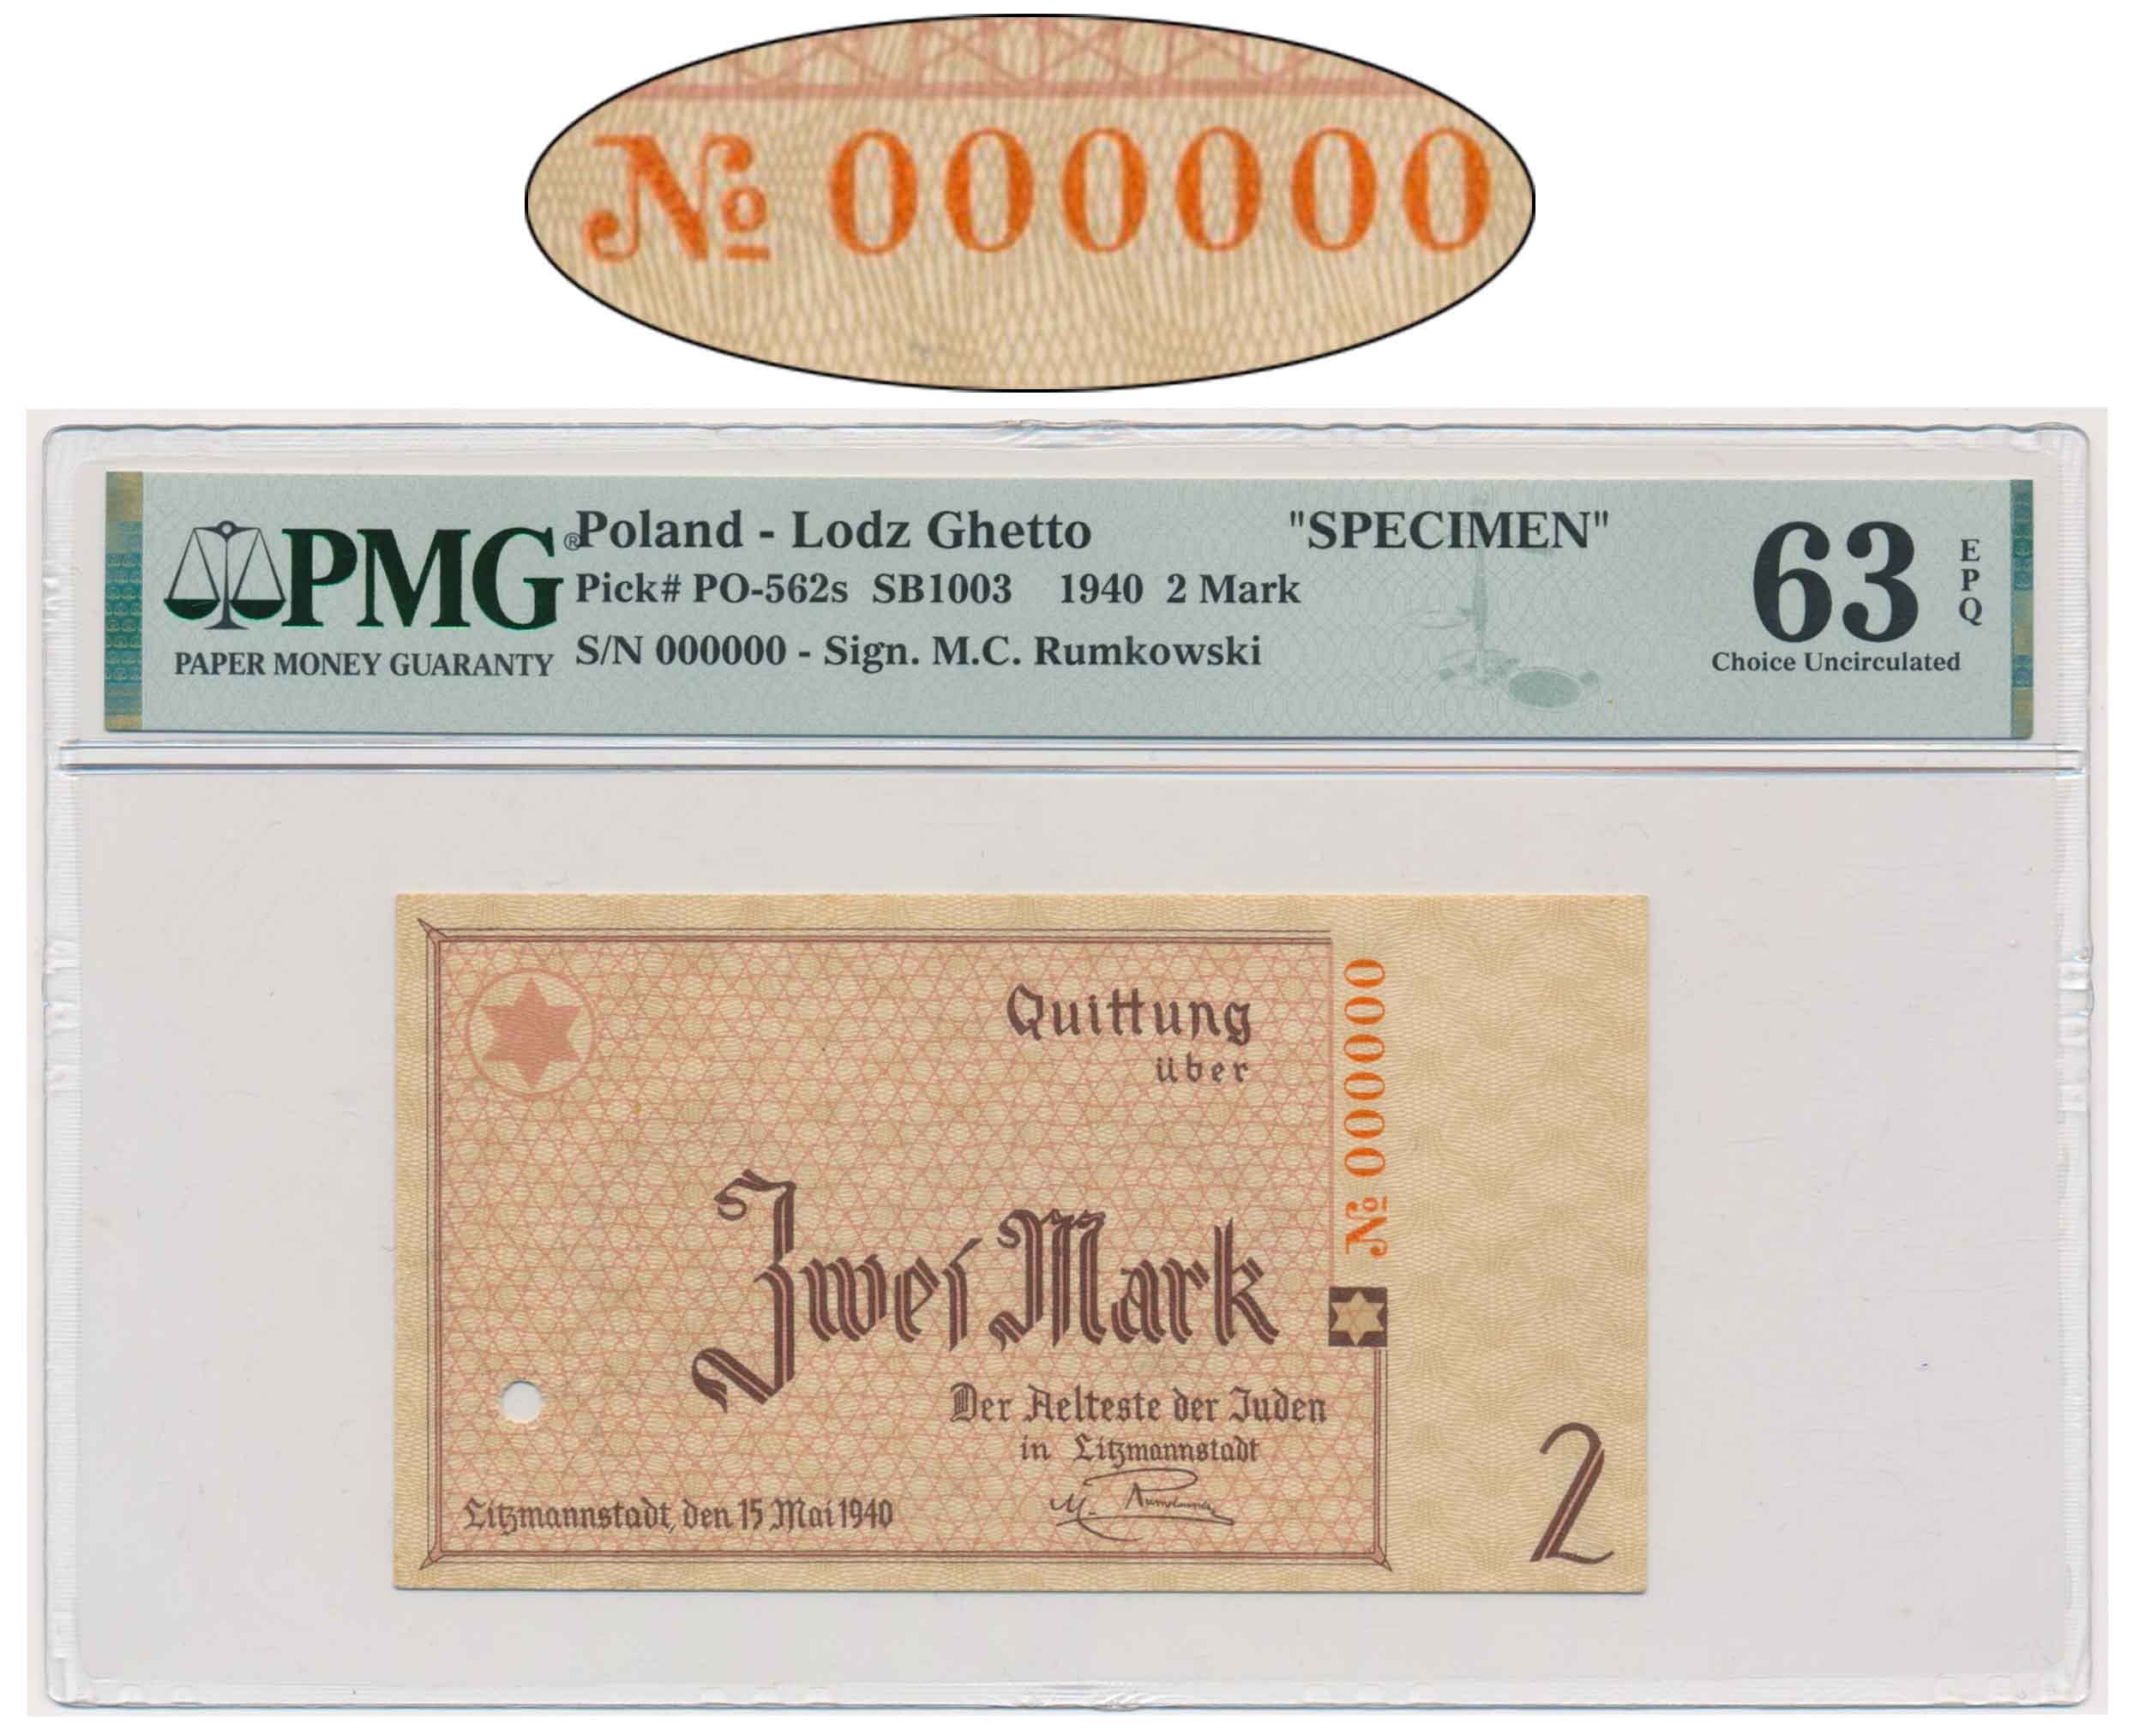 № 000000
PMG®
PAPER MONEY GUARANTY
Poland - Lodz Ghetto "SPECIMEN"
Pick# PO-562s SB1003 1940 2 Mark
S/N 000000 - Sign. M.C. Rumkowski
63
EPQ
Choice Uncirculated
Quittung
über
Zwei Mark
Der Aelteste der Juden
in Litzmannstadt
M. Rumkowski
Litzmannstadt, den 15 Mai 1940
№ 000000
2